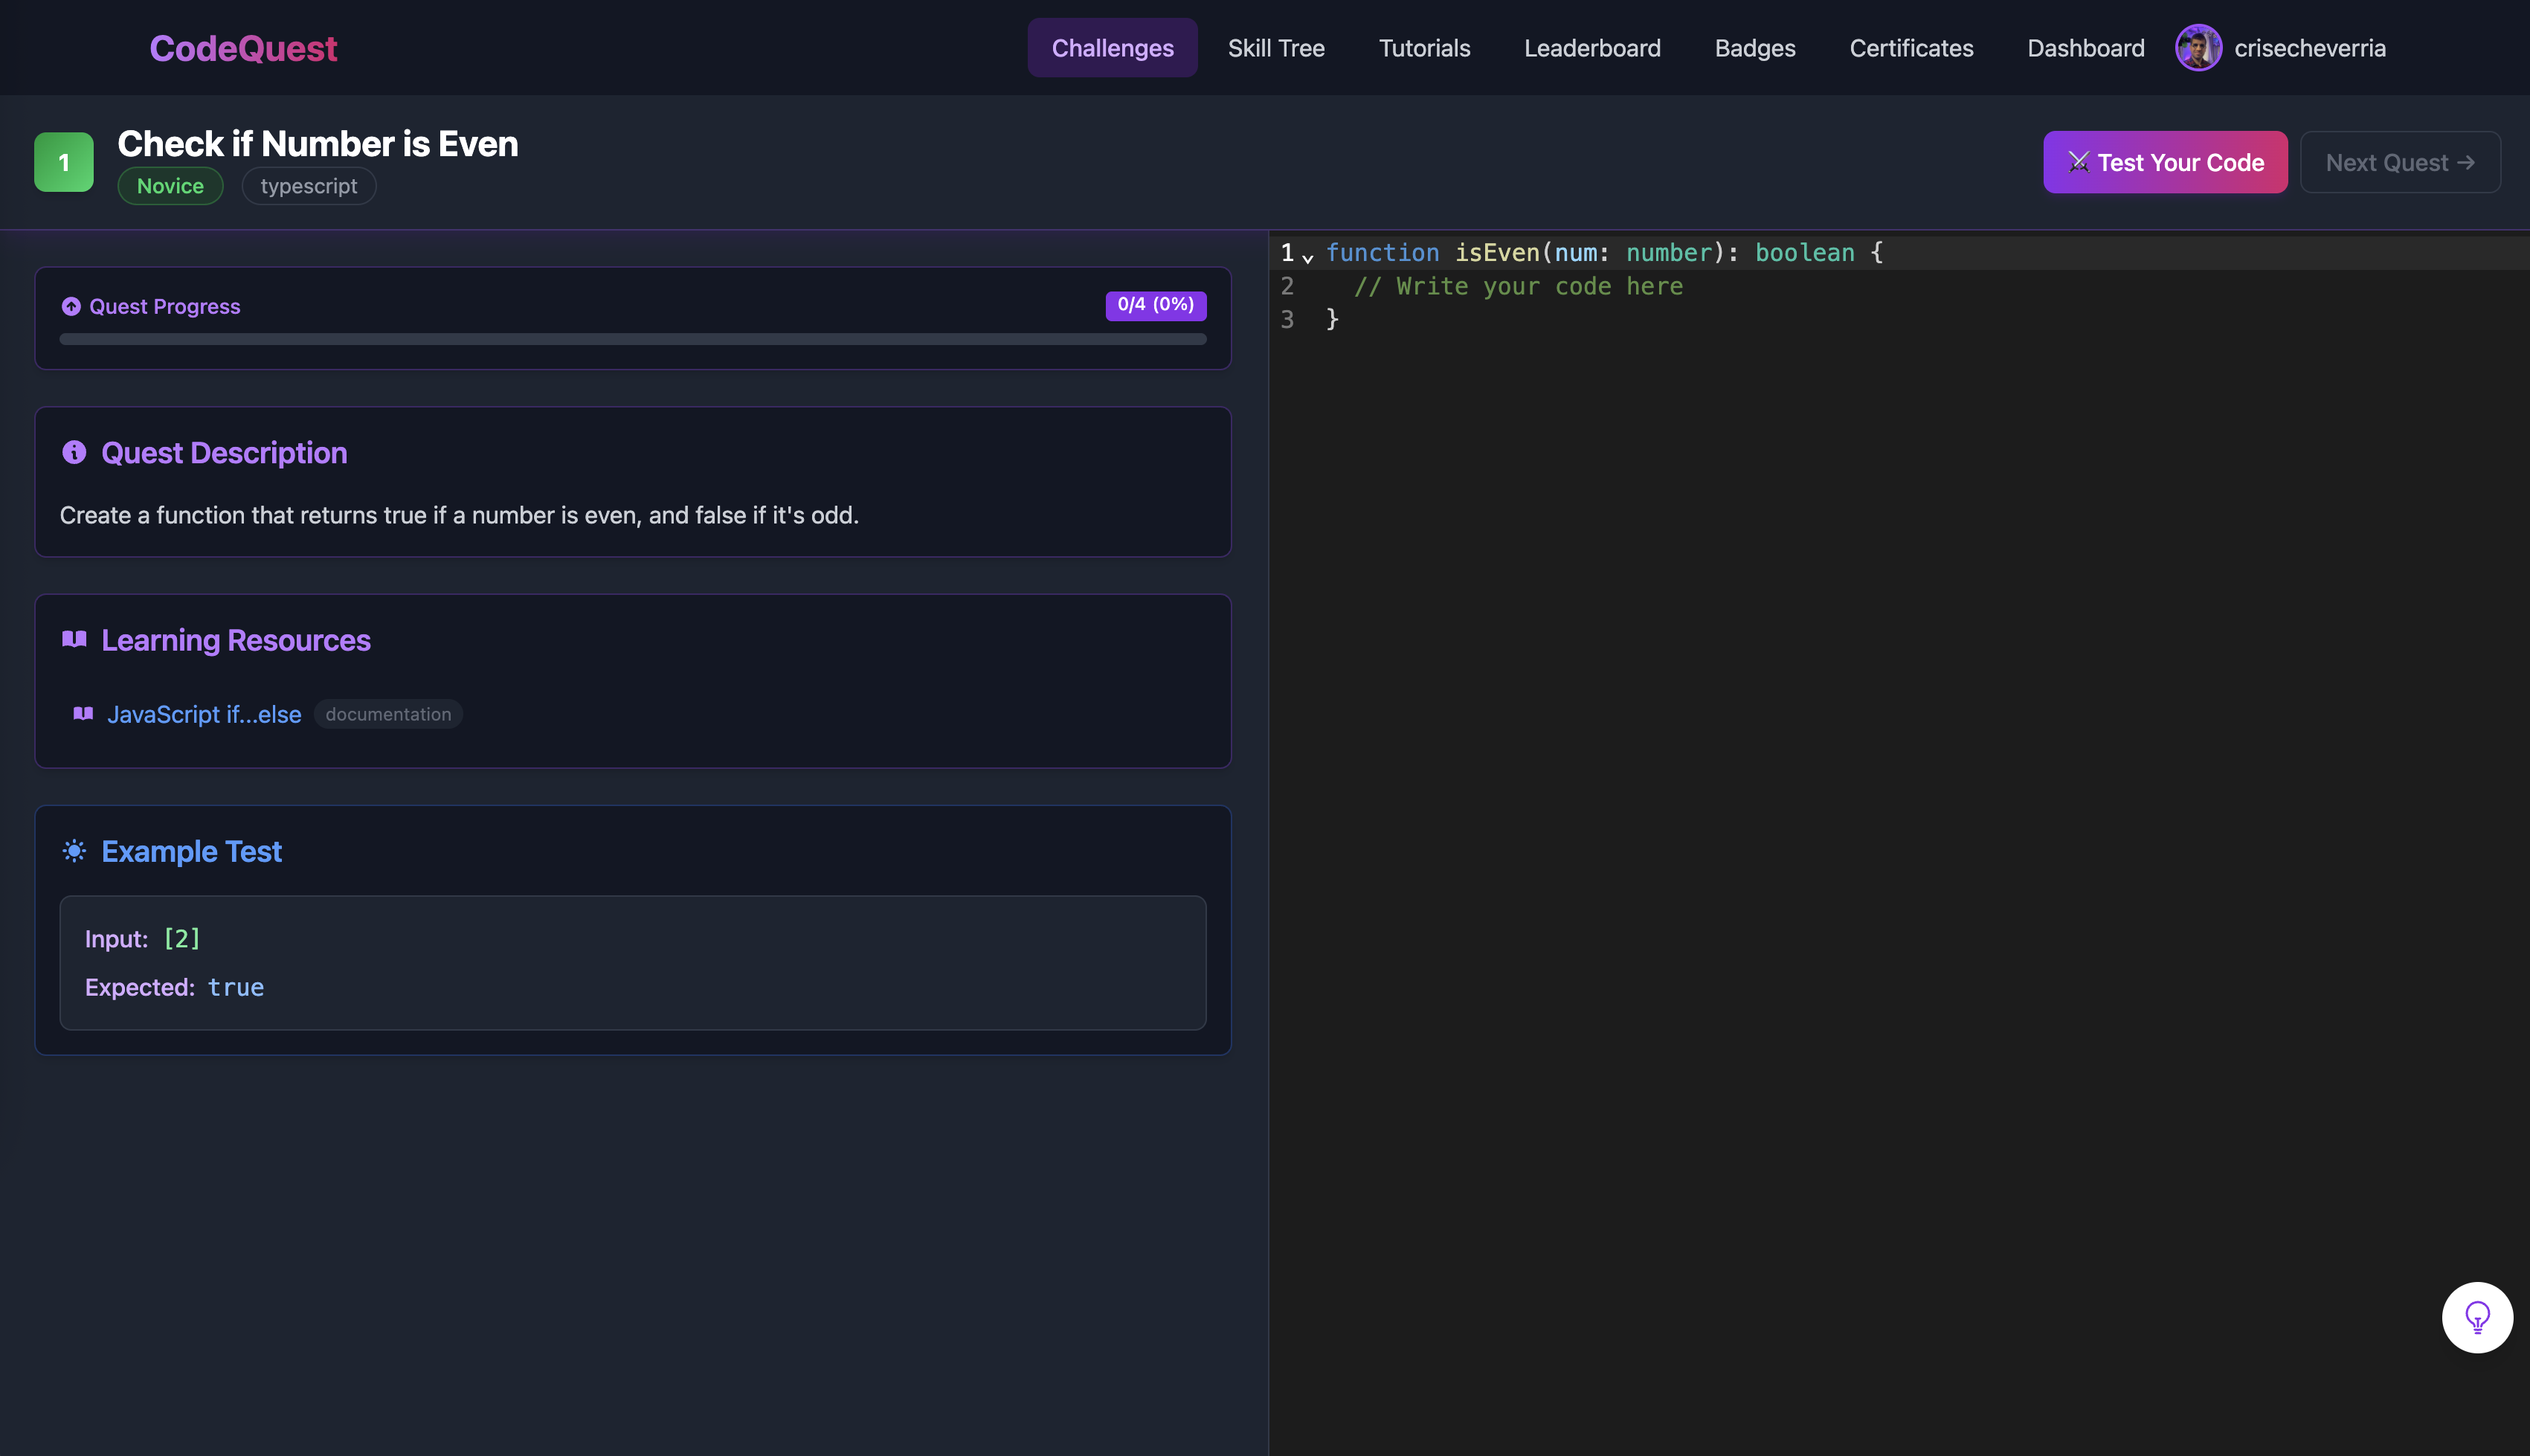 CodeQuest
Challenges Skill Tree Tutorials Leaderboard Badges Certificates Dashboard crisecheverria
1
Check if Number is Even
Novice typescript
⚔️ Test Your Code
Next Quest →
Quest Progress
0/4 (0%)
Quest Description
Create a function that returns true if a number is even, and false if it's odd.
Learning Resources
JavaScript if...else documentation
Example Test
Input: [2]
Expected: true
1 function isEven(num: number): boolean {
2 // Write your code here
3 }